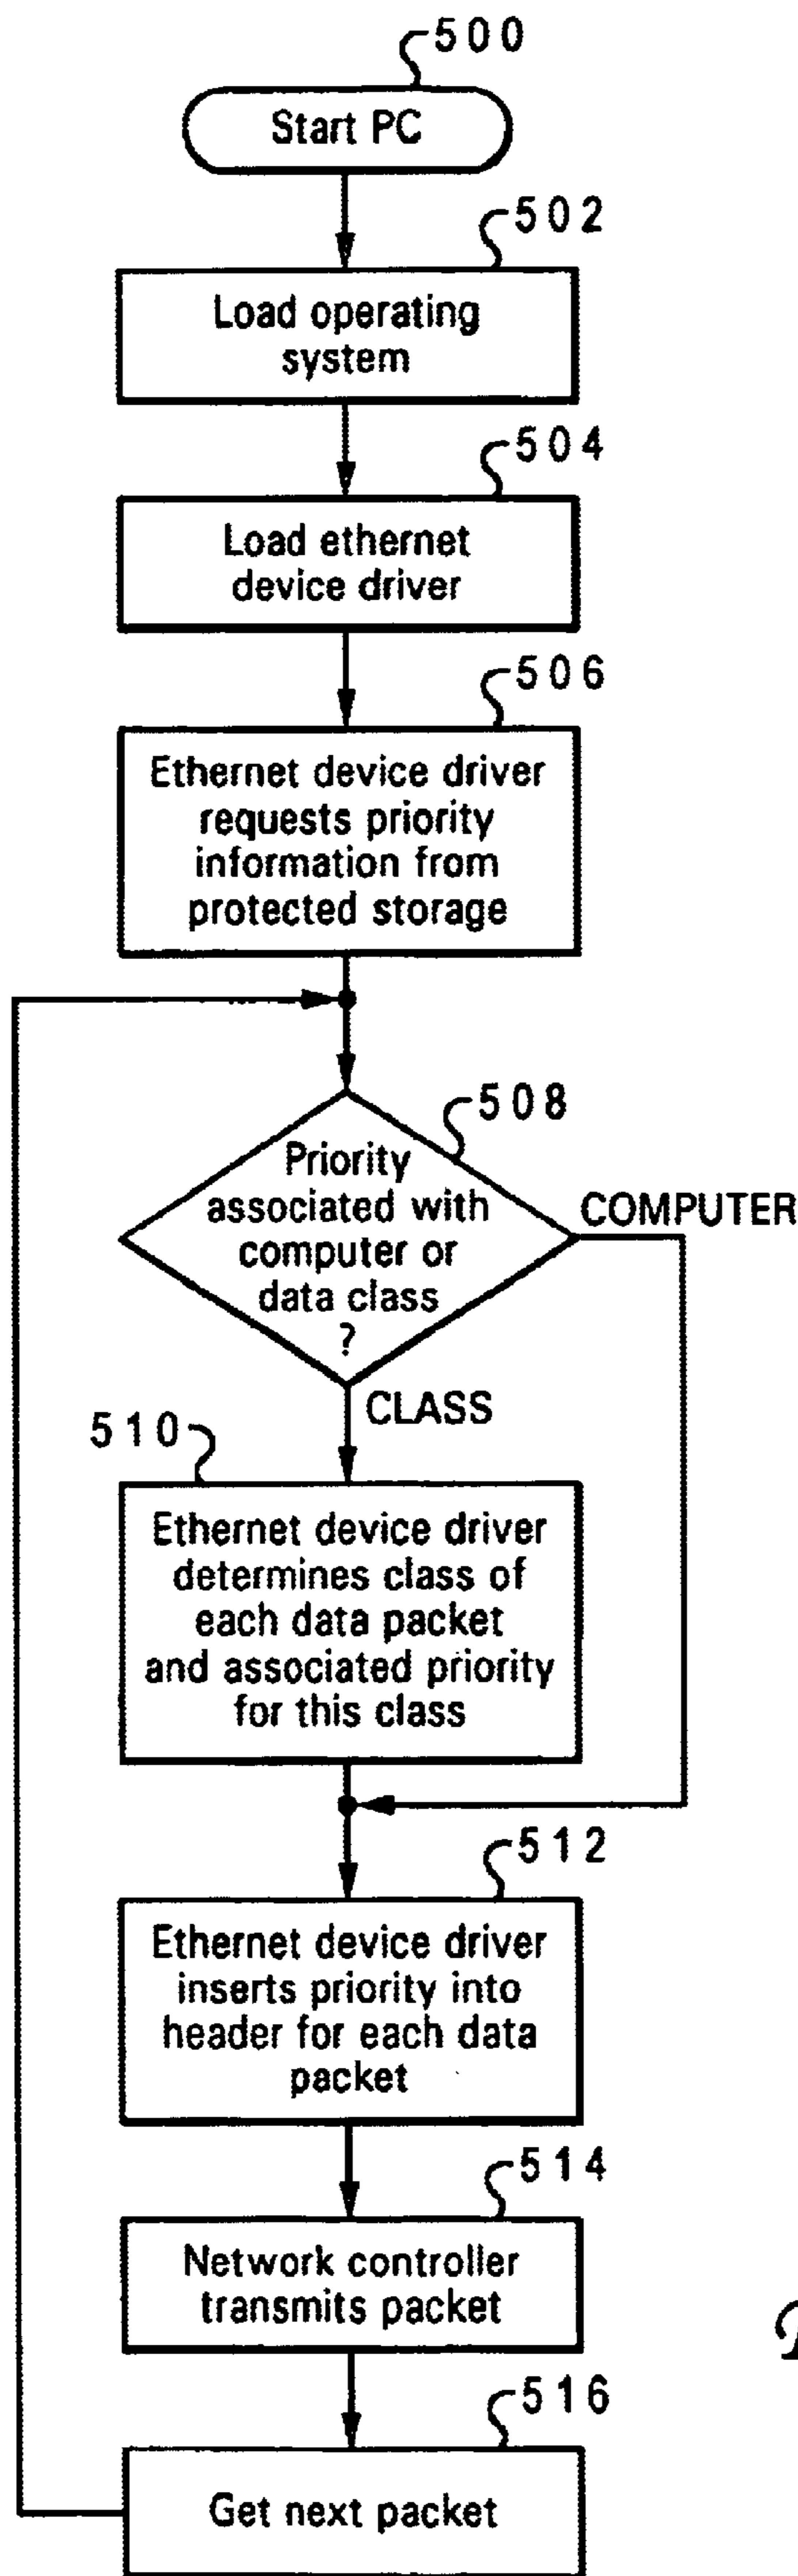 500
Start PC
502
Load operating
system
504
Load ethernet
device driver
506
Ethernet device driver
requests priority
information from
protected storage
508
Priority
associated with
computer or
data class
?
COMPUTER
CLASS
510
Ethernet device driver
determines class of
each data packet
and associated priority
for this class
512
Ethernet device driver
inserts priority into
header for each data
packet
514
Network controller
transmits packet
516
Get next packet